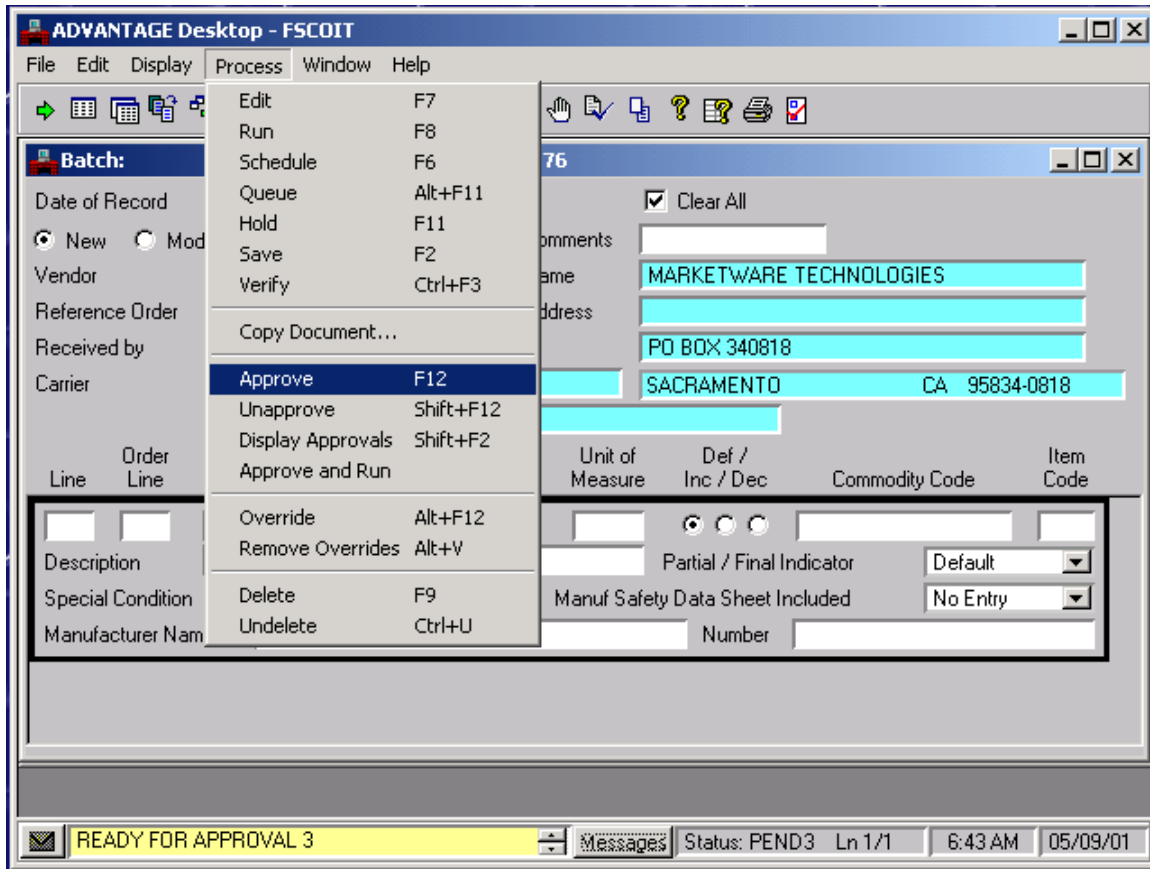 ADVANTAGE Desktop - FSCOIT
File Edit Display Process Window Help
Edit F7
Run F8
Schedule F6
Queue Alt+F11
Hold F11
Save F2
Verify Ctrl+F3
Copy Document...
Approve F12
Unapprove Shift+F12
Display Approvals Shift+F2
Approve and Run
Override Alt+F12
Remove Overrides Alt+V
Delete F9
Undelete Ctrl+U
Batch: 76
Date of Record Clear All
New Mod omments
Vendor ame MARKETWARE TECHNOLOGIES
Reference Order ddress
Received by PO BOX 340818
Carrier SACRAMENTO CA 95834-0818
Line Order Line Unit of Measure Def / Inc / Dec Commodity Code Item Code
Description Partial / Final Indicator Default
Special Condition Manuf Safety Data Sheet Included No Entry
Manufacturer Nam Number
READY FOR APPROVAL 3 Messages Status: PEND3 Ln 1/1 6:43 AM 05/09/01